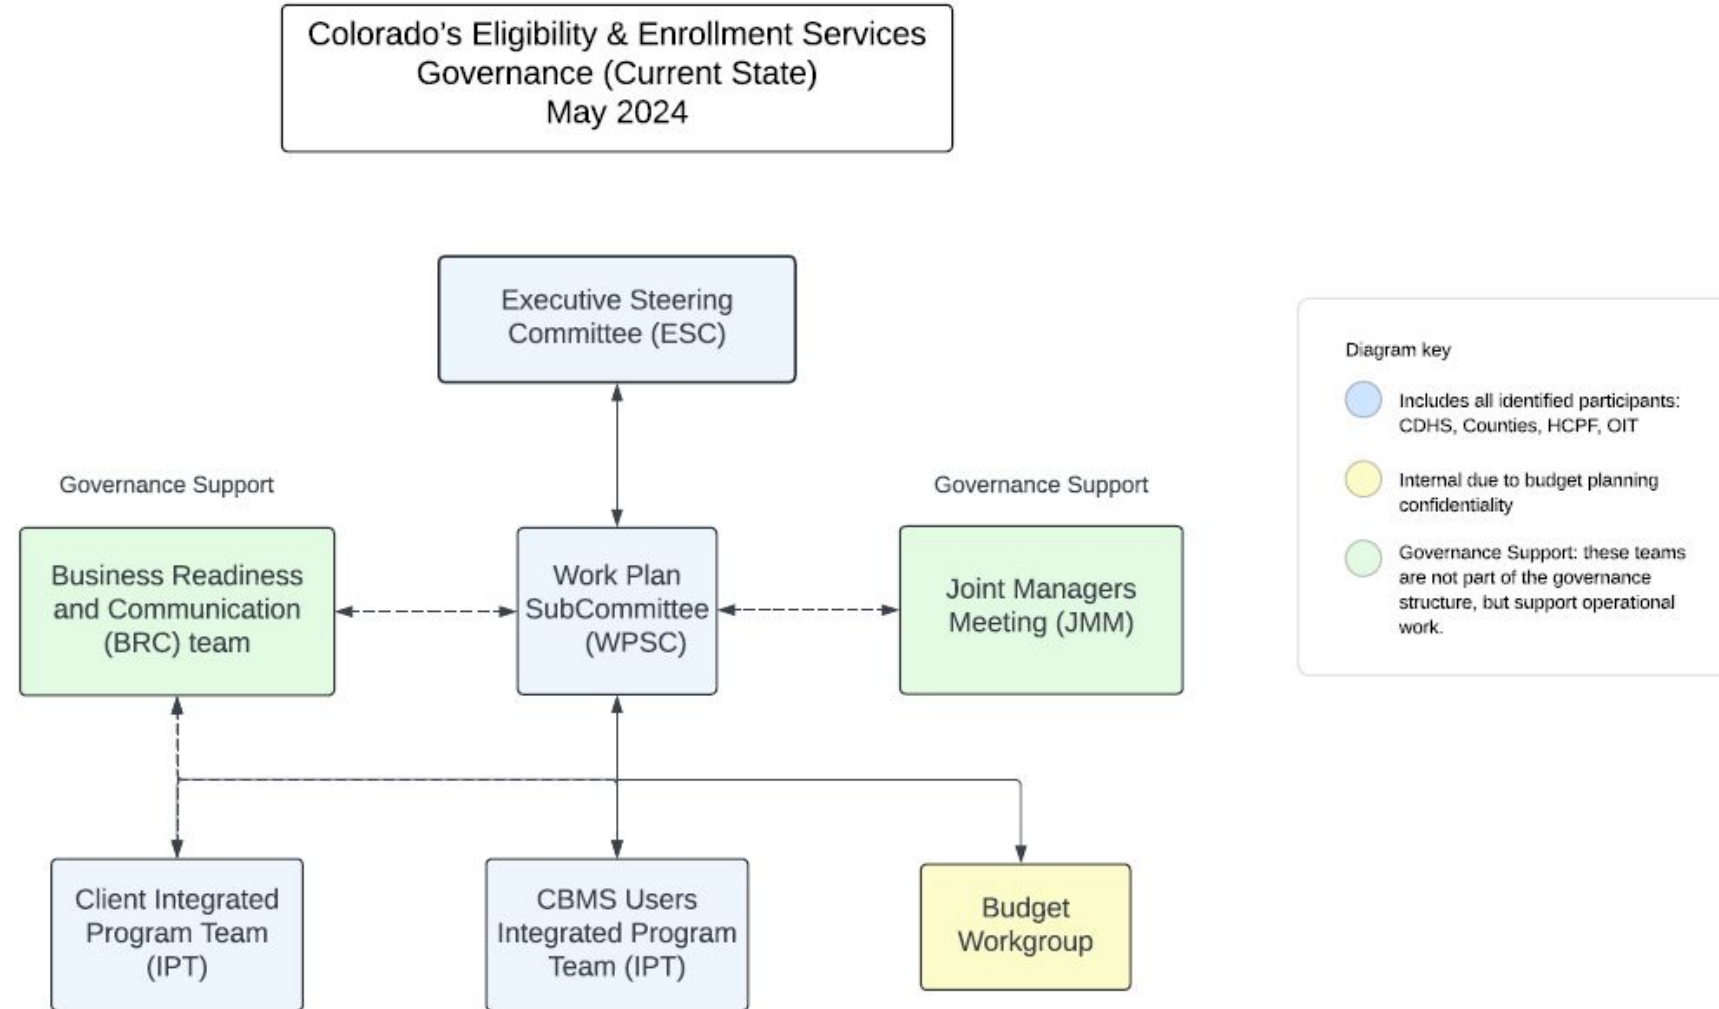 Colorado’s Eligibility & Enrollment Services
Governance (Current State)
May 2024
Executive Steering
Committee (ESC)
Governance Support
Governance Support
Business Readiness
and Communication
(BRC) team
Work Plan
SubCommittee
(WPSC)
Joint Managers
Meeting (JMM)
Client Integrated
Program Team
(IPT)
CBMS Users
Integrated Program
Team (IPT)
Budget
Workgroup
Diagram key
Includes all identified participants:
CDHS, Counties, HCPF, OIT
Internal due to budget planning
confidentiality
Governance Support: these teams
are not part of the governance
structure, but support operational
work.